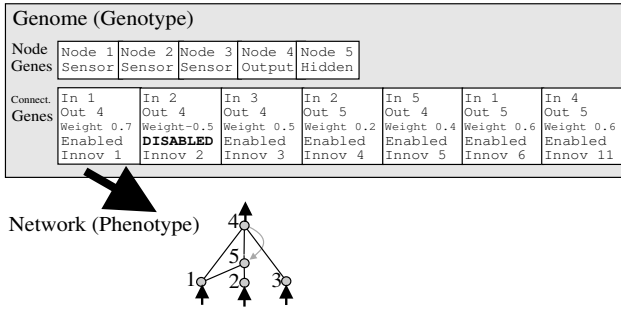 Genome (Genotype)
Node Genes
Node 1 Node 2 Node 3 Node 4 Node 5
Sensor Sensor Sensor Output Hidden
Connect. Genes
In 1 In 2 In 3 In 2 In 5 In 1 In 4
Out 4 Out 4 Out 4 Out 5 Out 4 Out 5 Out 5
Weight 0.7 Weight-0.5 Weight 0.5 Weight 0.2 Weight 0.4 Weight 0.6 Weight 0.6
Enabled DISABLED Enabled Enabled Enabled Enabled Enabled
Innov 1 Innov 2 Innov 3 Innov 4 Innov 5 Innov 6 Innov 11
Network (Phenotype)
4
5
1 2 3